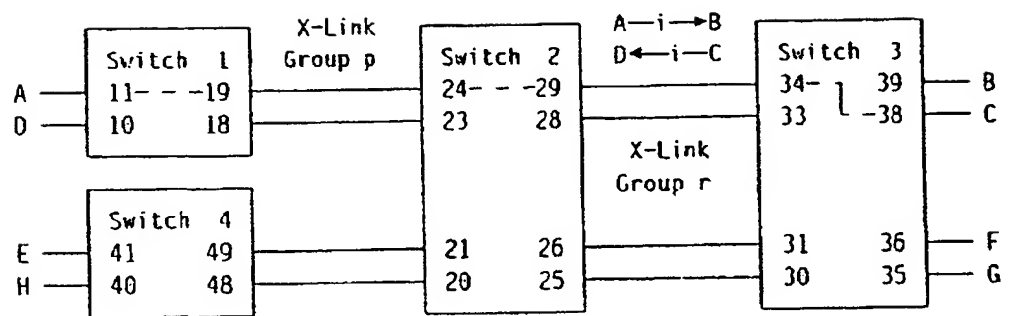 X-Link
Group p
A—i→B
D←i—C
Switch 1
11- - -19
10 18
Switch 2
24- - -29
23 28
Switch 3
34- 39
33 -38
A
D
B
C
X-Link
Group r
Switch 4
41 49
40 48
21 26
20 25
31 36
30 35
E
H
F
G